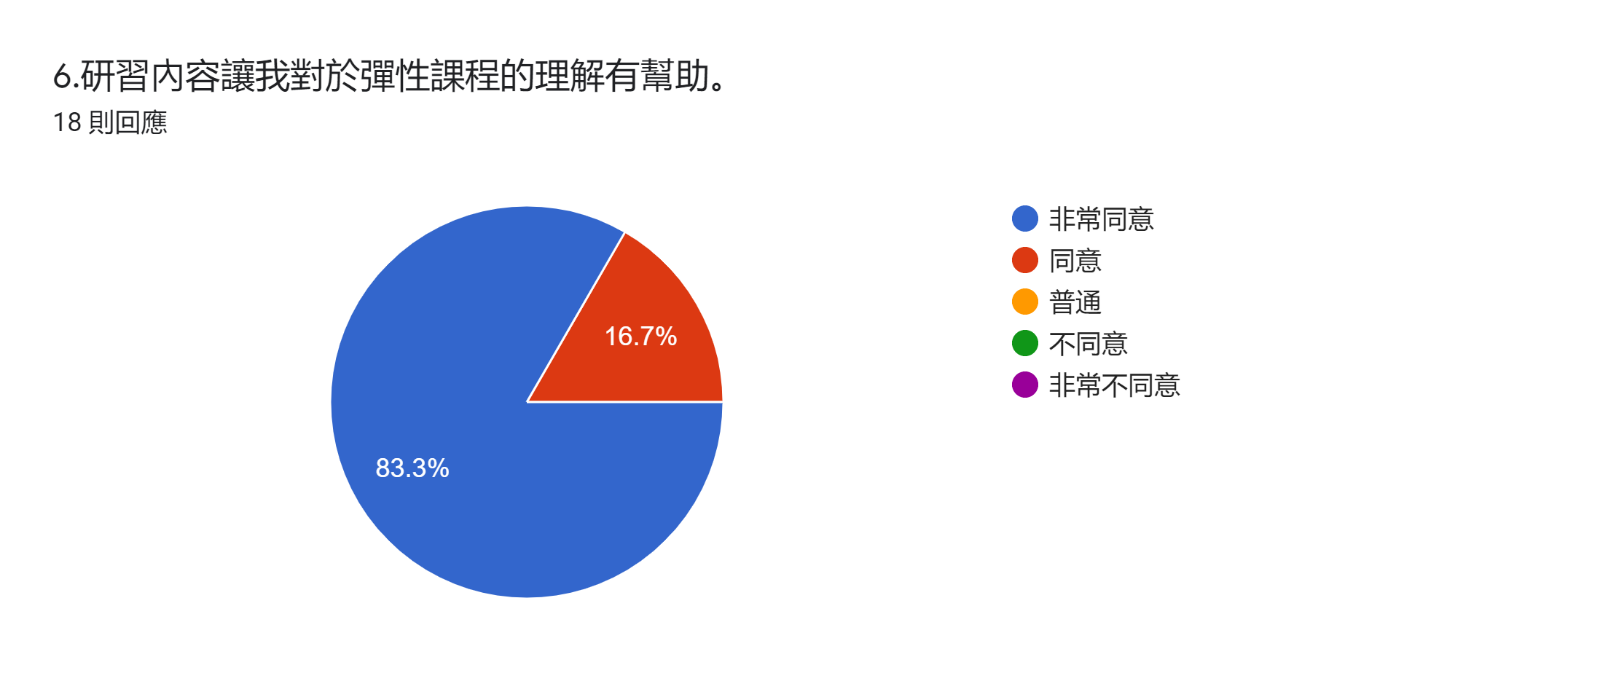 6.研習內容讓我對於彈性課程的理解有幫助。
18 則回應
非常同意
同意
普通
不同意
非常不同意
16.7%
83.3%